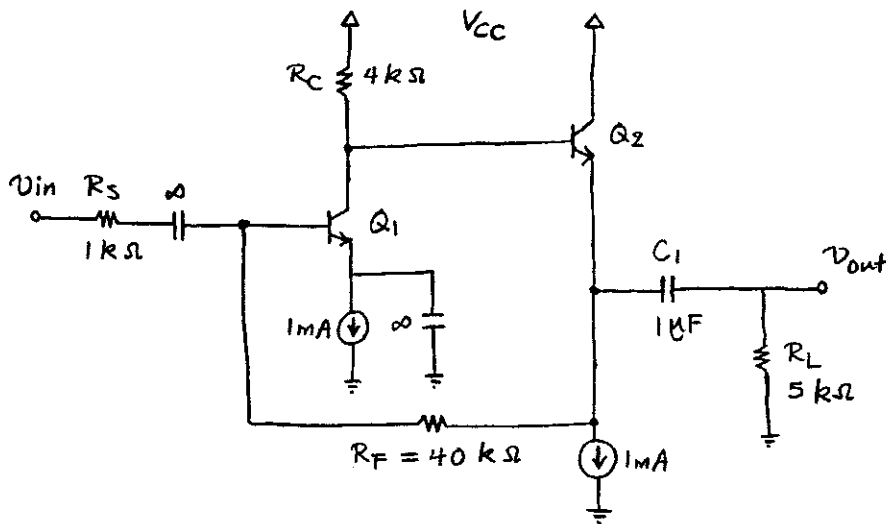 Vcc
Rc 4kΩ
Q2
Vin
Rs
∞
1kΩ
Q1
C1
1µF
Vout
1mA
∞
RL
5kΩ
RF = 40 kΩ
1mA